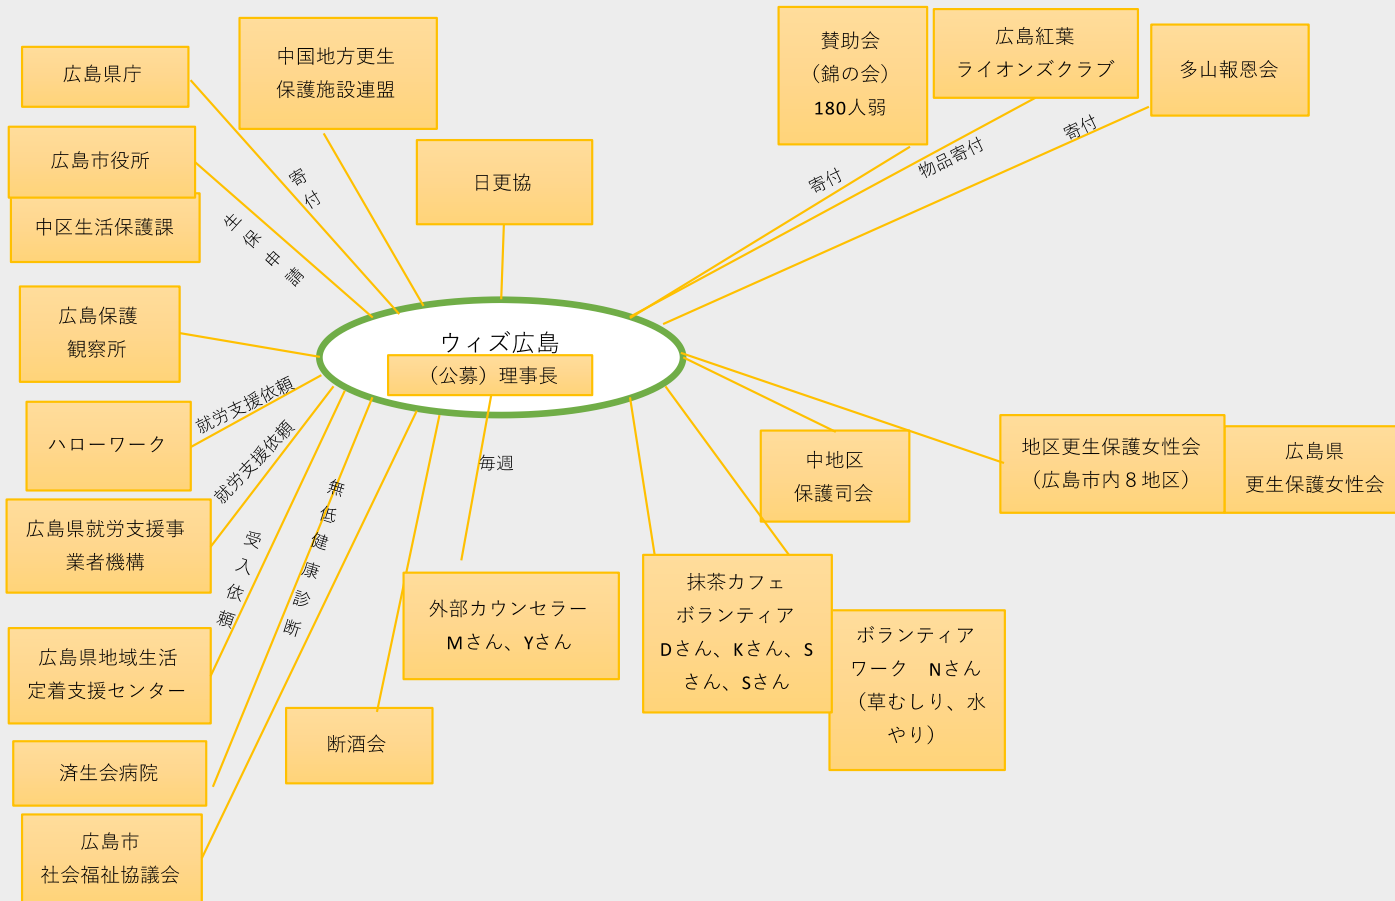 広島県庁
中国地方更生
保護施設連盟
賛助会
（錦の会）
180人弱
広島紅葉
ライオンズクラブ
多山報恩会
広島市役所
中区生活保護課
日更協
寄付
生保申請
寄付
物品寄付
寄付
広島保護
観察所
ウィズ広島
（公募）理事長
ハローワーク
就労支援依頼
就労支援依頼
広島県就労支援事
業者機構
受入依頼
無低健康診断
毎週
中地区
保護司会
地区更生保護女性会
（広島市内８地区）
広島県
更生保護女性会
広島県地域生活
定着支援センター
外部カウンセラー
Mさん、Yさん
抹茶カフェ
ボランティア
Dさん、Kさん、S
さん、Sさん
ボランティア
ワーク　Nさん
（草むしり、水
やり）
断酒会
済生会病院
広島市
社会福祉協議会